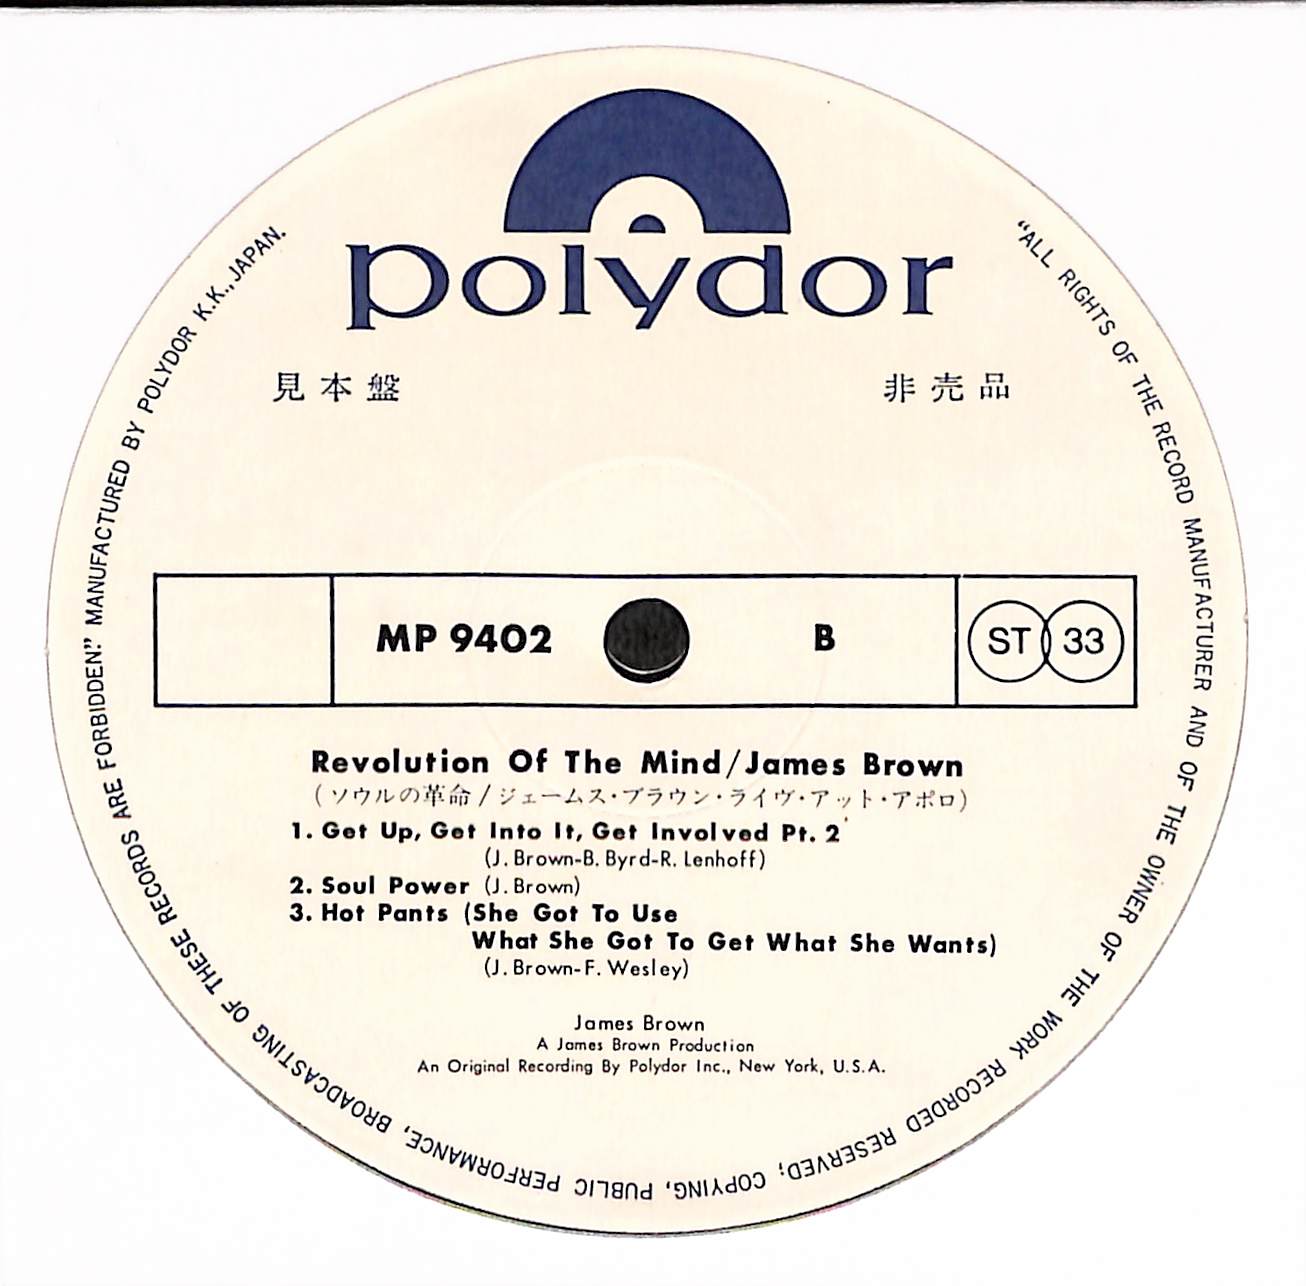 polydor
見本盤 非売品
MP 9402 B ST 33
Revolution Of The Mind/James Brown
(ソウルの革命/ジェームス・ブラウン・ライヴ・アット・アポロ)
1. Get Up, Get Into It, Get Involved Pt. 2
(J. Brown-B. Byrd-R. Lenhoff)
2. Soul Power (J. Brown)
3. Hot Pants (She Got To Use
What She Got To Get What She Wants)
(J. Brown-F. Wesley)
James Brown
A James Brown Production
An Original Recording By Polydor Inc., New York, U.S.A.
"ALL RIGHTS OF THE RECORD MANUFACTURER AND OF THE OWNER OF THE WORK RECORDED RESERVED; COPYING, PUBLIC PERFORMANCE, BROADCASTING OF THESE RECORDS ARE FORBIDDEN." MANUFACTURED BY POLYDOR K.K., JAPAN.